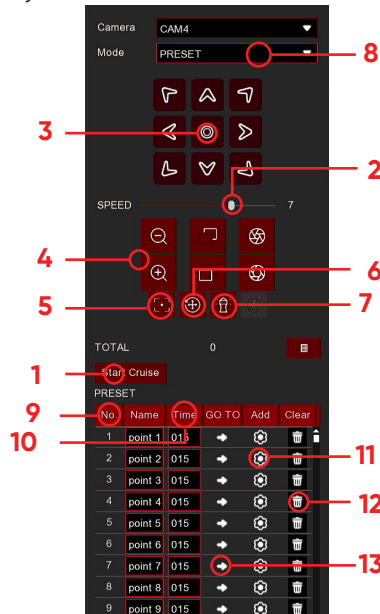 Camera CAM4
Mode PRESET 8
3
2
SPEED 7
4
6
5
7
TOTAL 0
1 Start Cruise
PRESET
9 No. Name Time GO TO Add Clear
10 1 point 1 015
2 point 2 015 11
3 point 3 015
4 point 4 015 12
5 point 5 015
6 point 6 015
7 point 7 015 13
8 point 8 015
9 point 9 015